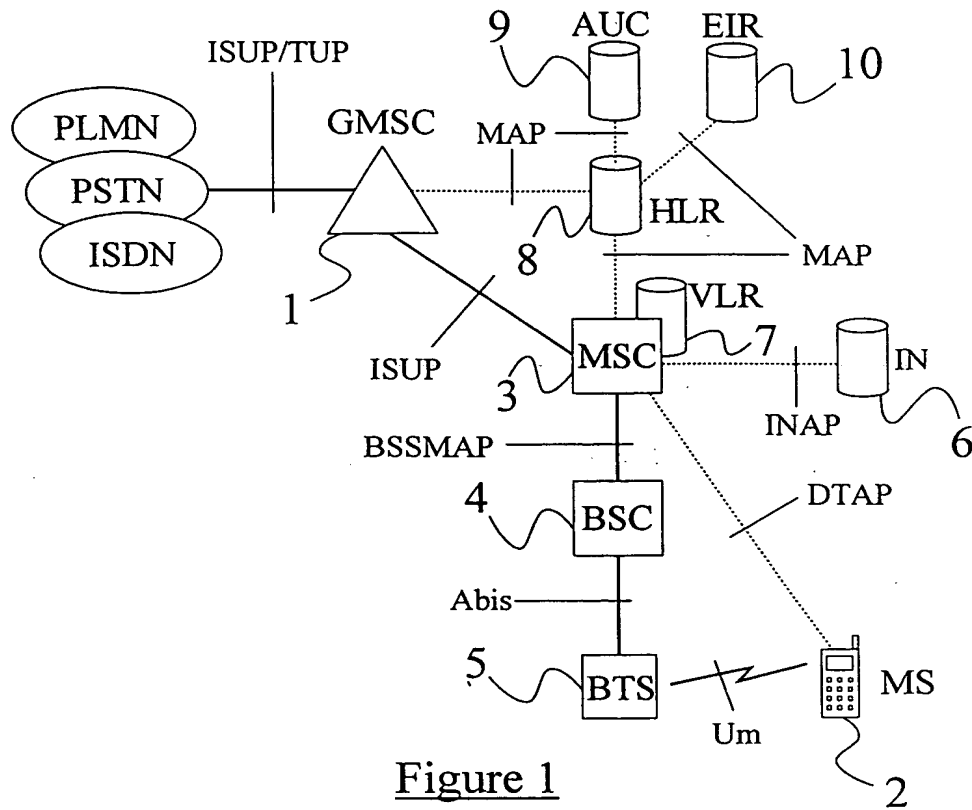 9
AUC
EIR
10
ISUP/TUP
GMSC
MAP
PLMN
PSTN
ISDN
HLR
8
1
MAP
VLR
7
MSC
3
ISUP
IN
INAP
6
BSSMAP
4
BSC
DTAP
Abis
5
BTS
Um
MS
2
Figure 1